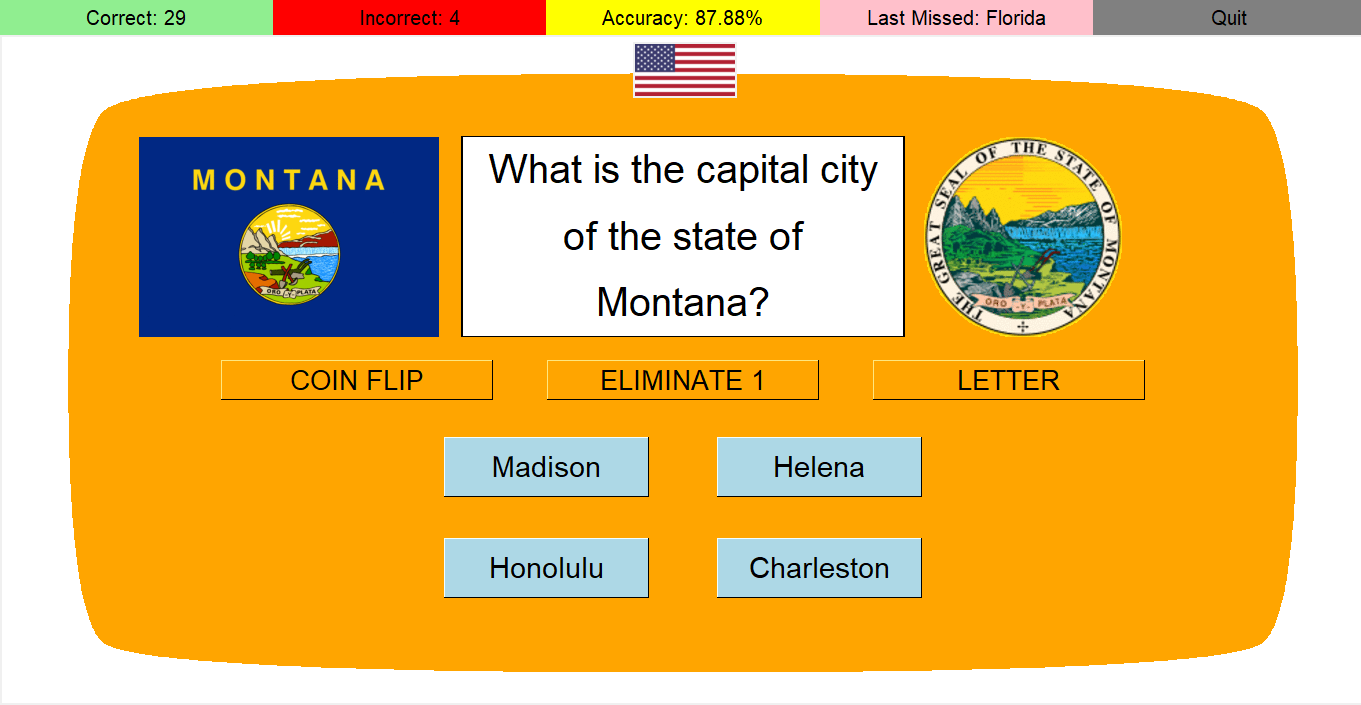 Correct: 29
Incorrect: 4
Accuracy: 87.88%
Last Missed: Florida
Quit
MONTANA
ORO Y PLATA
What is the capital city
of the state of
Montana?
THE GREAT SEAL OF THE STATE OF MONTANA
ORO Y PLATA
COIN FLIP
ELIMINATE 1
LETTER
Madison
Helena
Honolulu
Charleston